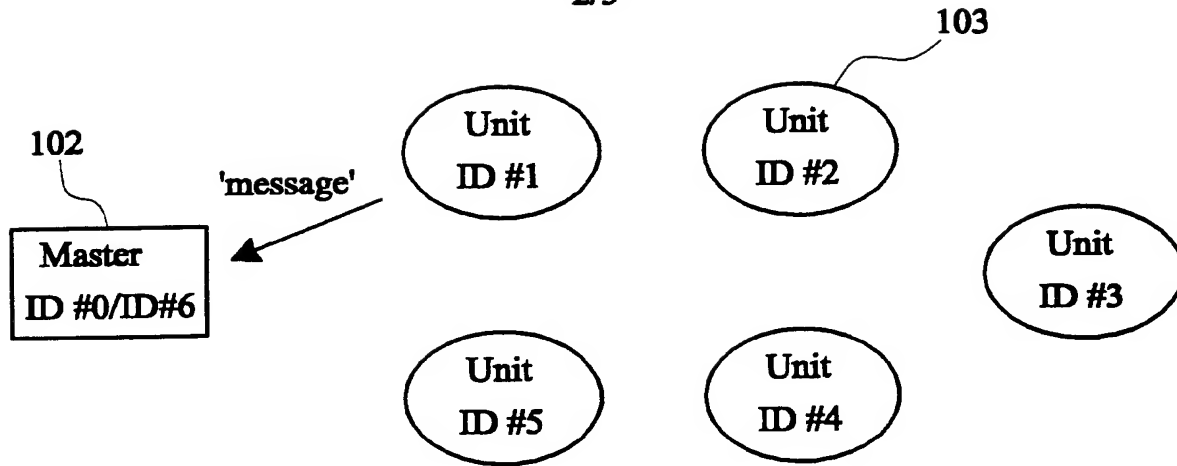 2/5
103
Unit
ID #1
Unit
ID #2
102
'message'
Master
ID #0/ID#6
Unit
ID #3
Unit
ID #5
Unit
ID #4